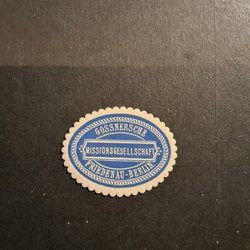 GOSSNERSCHE
MISSIONSGESELLSCHAFT
FRIEDENAU-BERLIN